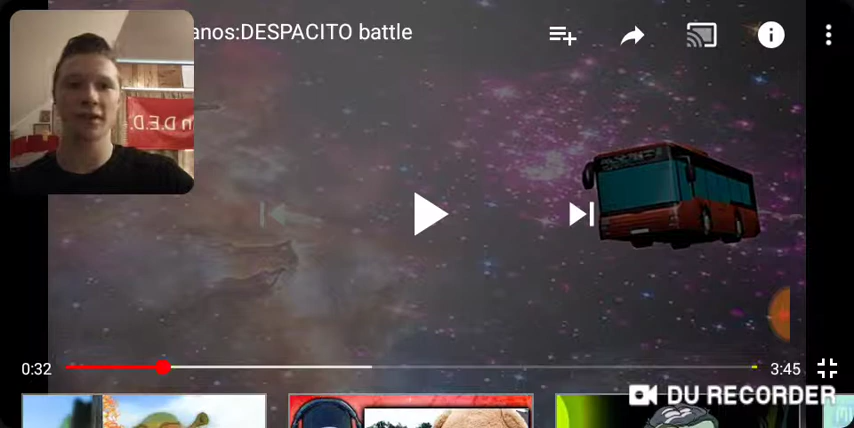 anos:DESPACITO battle
.D.E.D n
0:32
3:45
DU RECORDER